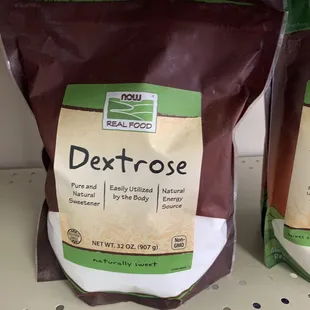 now
REAL FOOD
Dextrose
Pure and Natural Sweetener
Easily Utilized by the Body
Natural Energy Source
NET WT. 32 OZ. (907 g)
Non-GMO
naturally sweet